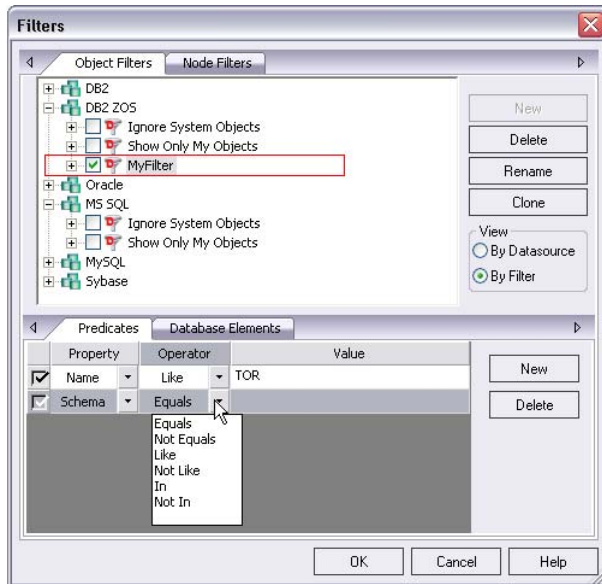 Filters
Object Filters Node Filters
DB2
DB2 ZOS
Ignore System Objects
Show Only My Objects
MyFilter
Oracle
MS SQL
Ignore System Objects
Show Only My Objects
MySQL
Sybase
New
Delete
Rename
Clone
View
By Datasource
By Filter
Predicates Database Elements
Property Operator Value
Name Like TOR
Schema Equals
Equals
Not Equals
Like
Not Like
In
Not In
New
Delete
OK Cancel Help